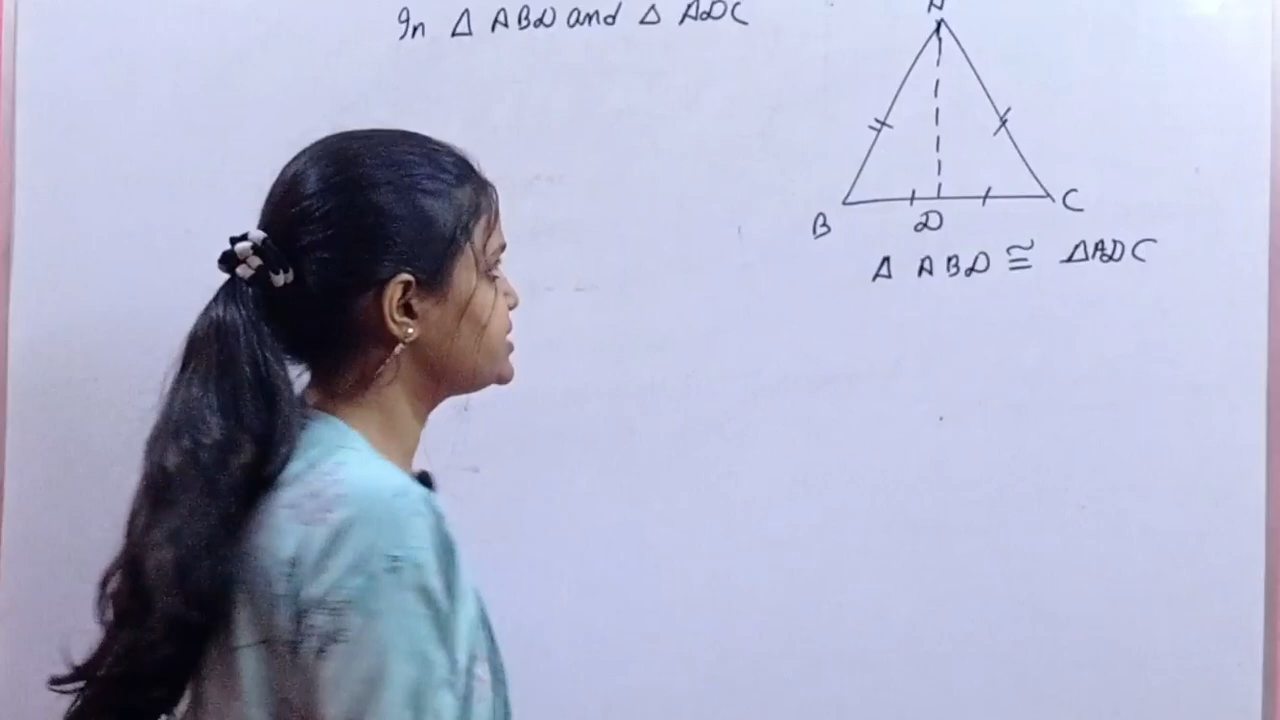 In △ ABD and △ ADC
A
B
D
C
△ ABD ≅ △ADC